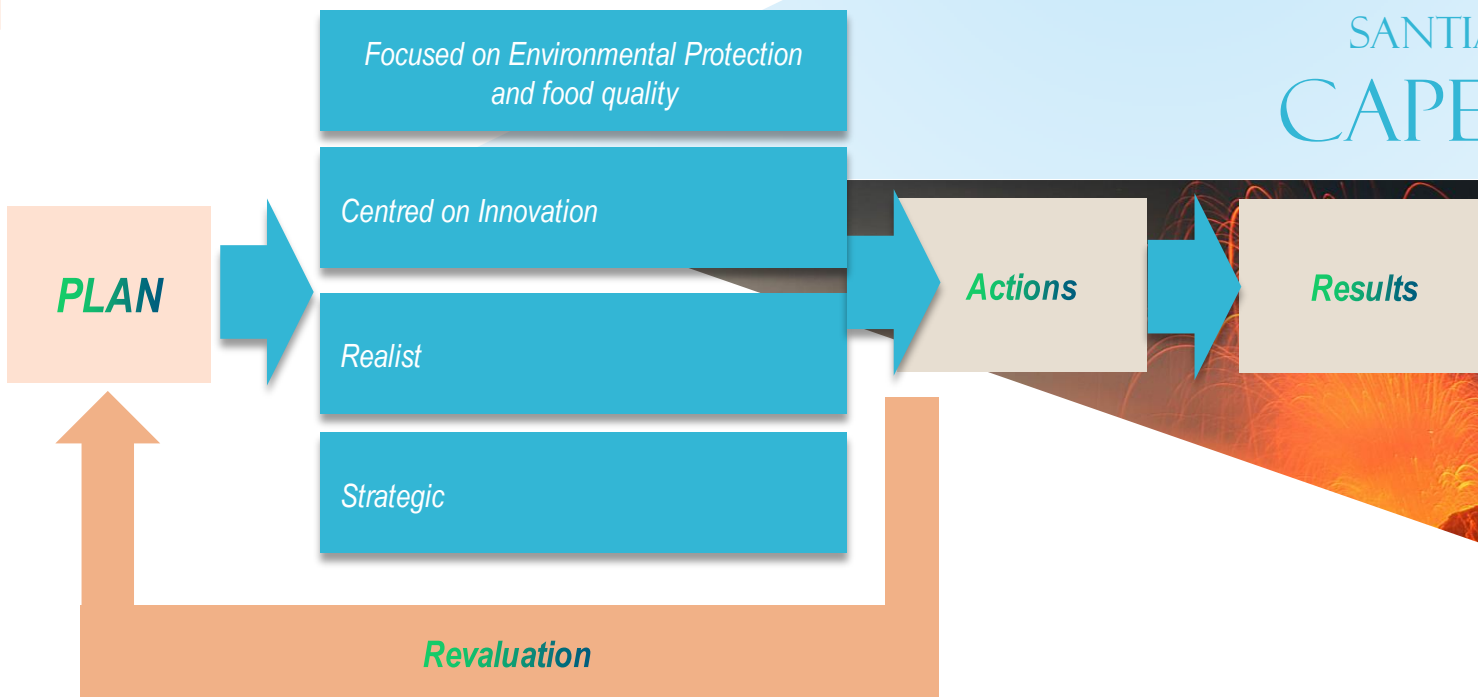 SANTIA
CAPE
Focused on Environmental Protection
and food quality
Centred on Innovation
Realist
Strategic
PLAN
Actions
Results
Revaluation